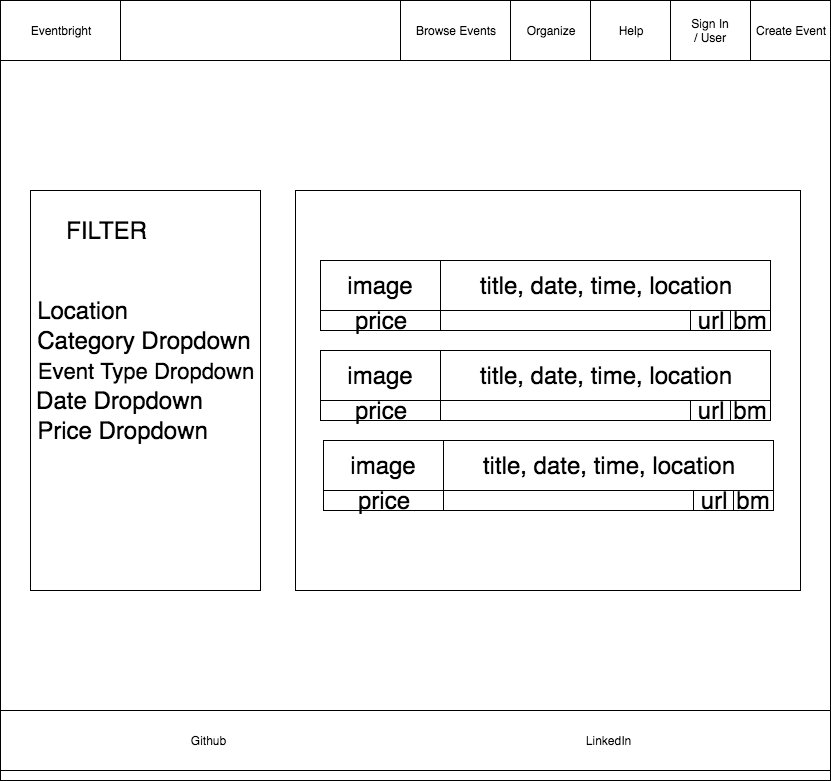 Eventbright
Browse Events
Organize
Help
Sign In
/ User
Create Event
FILTER
Location
Category Dropdown
Event Type Dropdown
Date Dropdown
Price Dropdown
image
title, date, time, location
price
url
bm
image
title, date, time, location
price
url
bm
image
title, date, time, location
price
url
bm
Github
LinkedIn